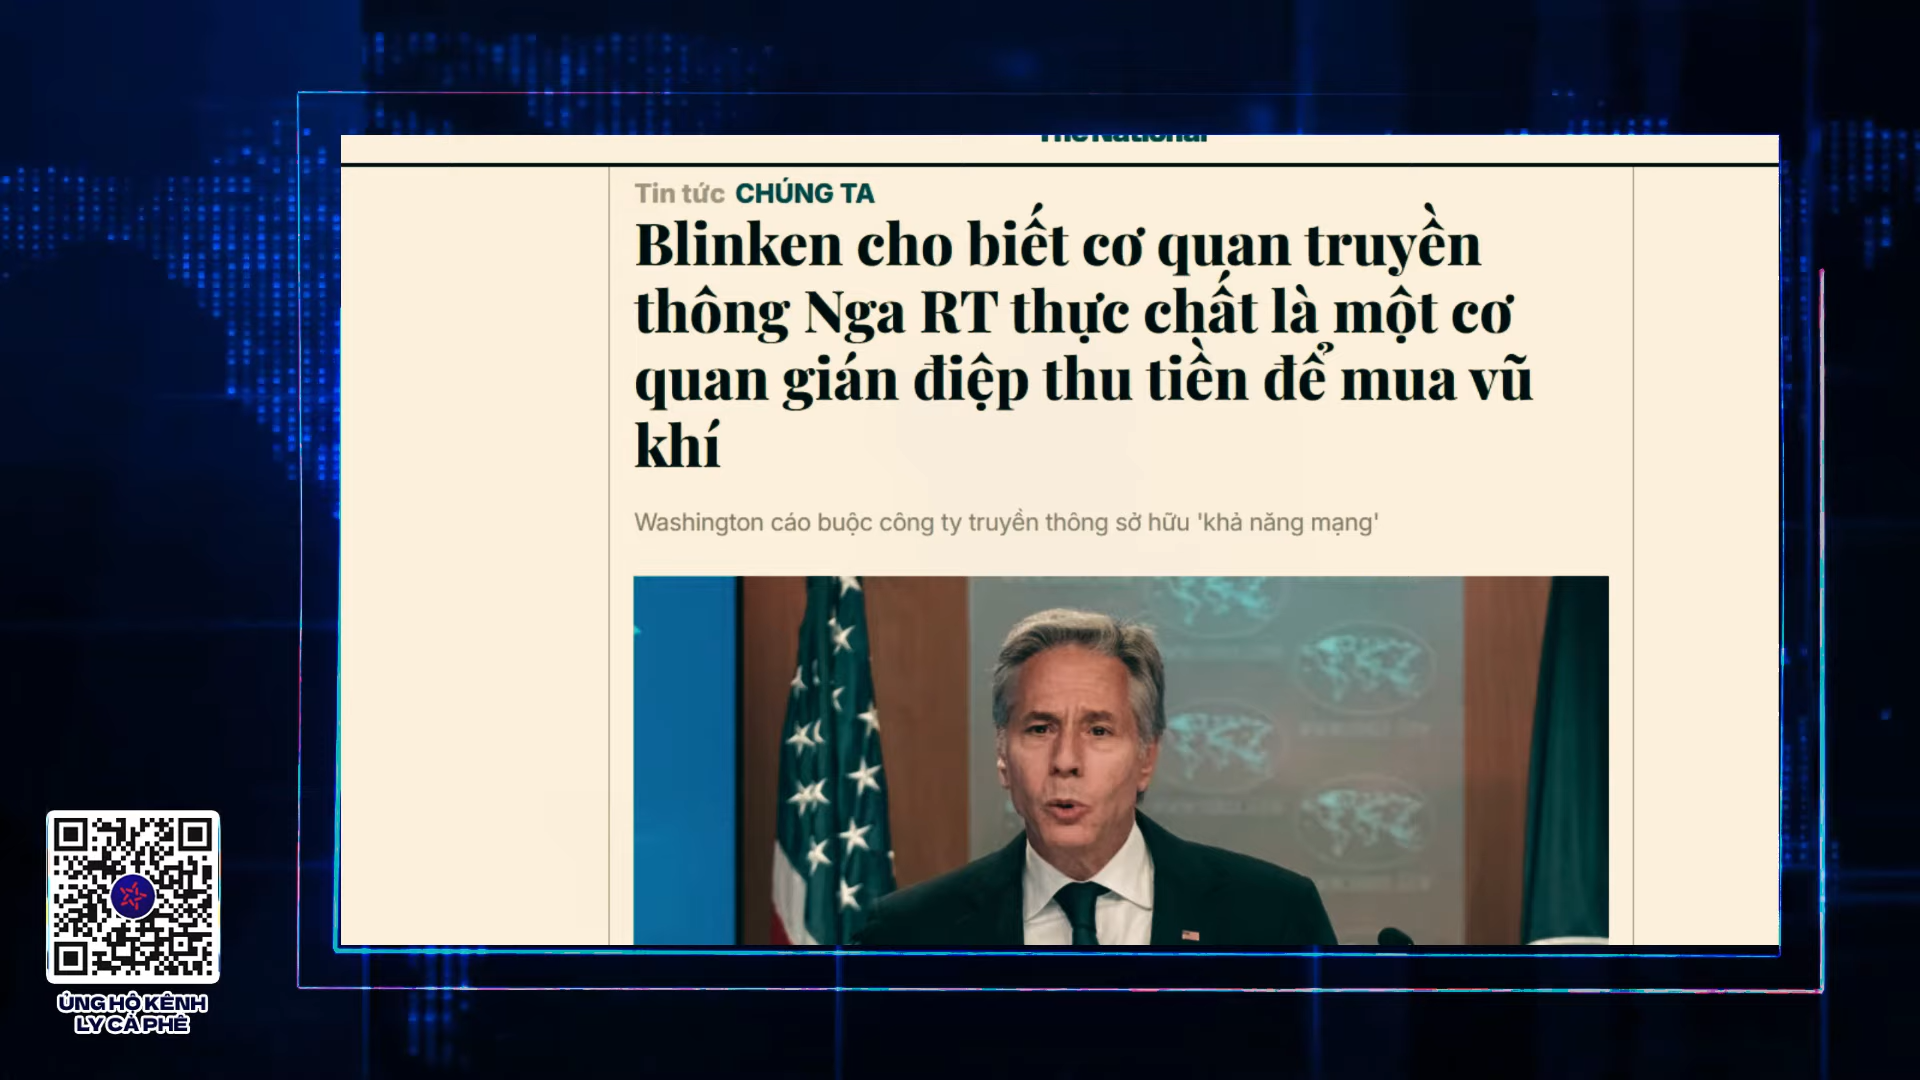 The National
Tin tức CHÚNG TA
Blinken cho biết cơ quan truyền
thông Nga RT thực chất là một cơ
quan gián điệp thu tiền để mua vũ
khí
Washington cáo buộc công ty truyền thông sở hữu 'khả năng mạng'
ỦNG HỘ KÊNH
LY CÀ PHÊ